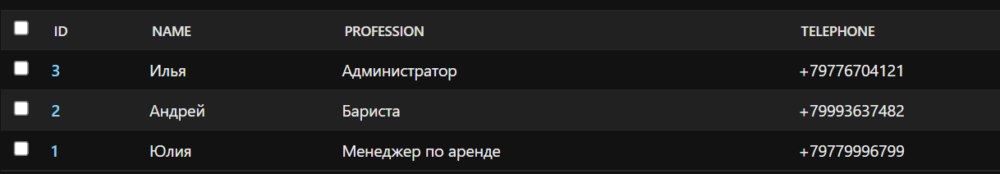 ID NAME PROFESSION TELEPHONE
3 Илья Администратор +79776704121
2 Андрей Бариста +79993637482
1 Юлия Менеджер по аренде +79779996799